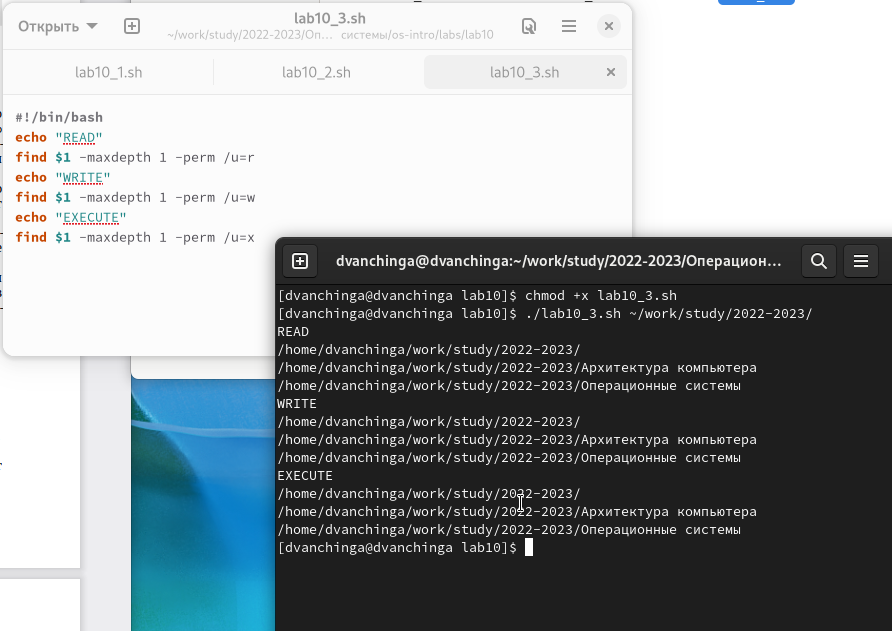 Открыть
lab10_3.sh
~/work/study/2022-2023/Оп... системы/os-intro/labs/lab10
lab10_1.sh
lab10_2.sh
lab10_3.sh
#!/bin/bash
echo "READ"
find $1 -maxdepth 1 -perm /u=r
echo "WRITE"
find $1 -maxdepth 1 -perm /u=w
echo "EXECUTE"
find $1 -maxdepth 1 -perm /u=x
dvanchinga@dvanchinga:~/work/study/2022-2023/Операцион...
[dvanchinga@dvanchinga lab10]$ chmod +x lab10_3.sh
[dvanchinga@dvanchinga lab10]$ ./lab10_3.sh ~/work/study/2022-2023/
READ
/home/dvanchinga/work/study/2022-2023/
/home/dvanchinga/work/study/2022-2023/Архитектура компьютера
/home/dvanchinga/work/study/2022-2023/Операционные системы
WRITE
/home/dvanchinga/work/study/2022-2023/
/home/dvanchinga/work/study/2022-2023/Архитектура компьютера
/home/dvanchinga/work/study/2022-2023/Операционные системы
EXECUTE
/home/dvanchinga/work/study/2022-2023/
/home/dvanchinga/work/study/2022-2023/Архитектура компьютера
/home/dvanchinga/work/study/2022-2023/Операционные системы
[dvanchinga@dvanchinga lab10]$